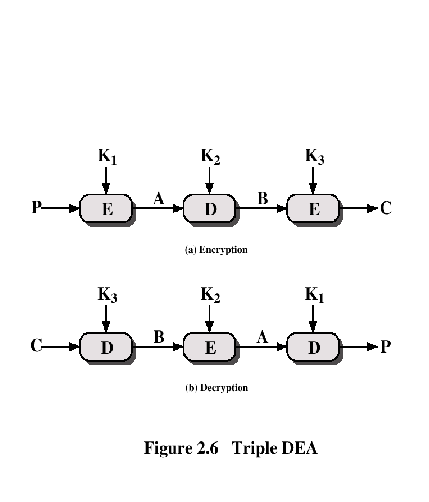 K1 K2 K3
P E A D B E C
(a) Encryption
K3 K2 K1
C D B E A D P
(b) Decryption
Figure 2.6 Triple DEA